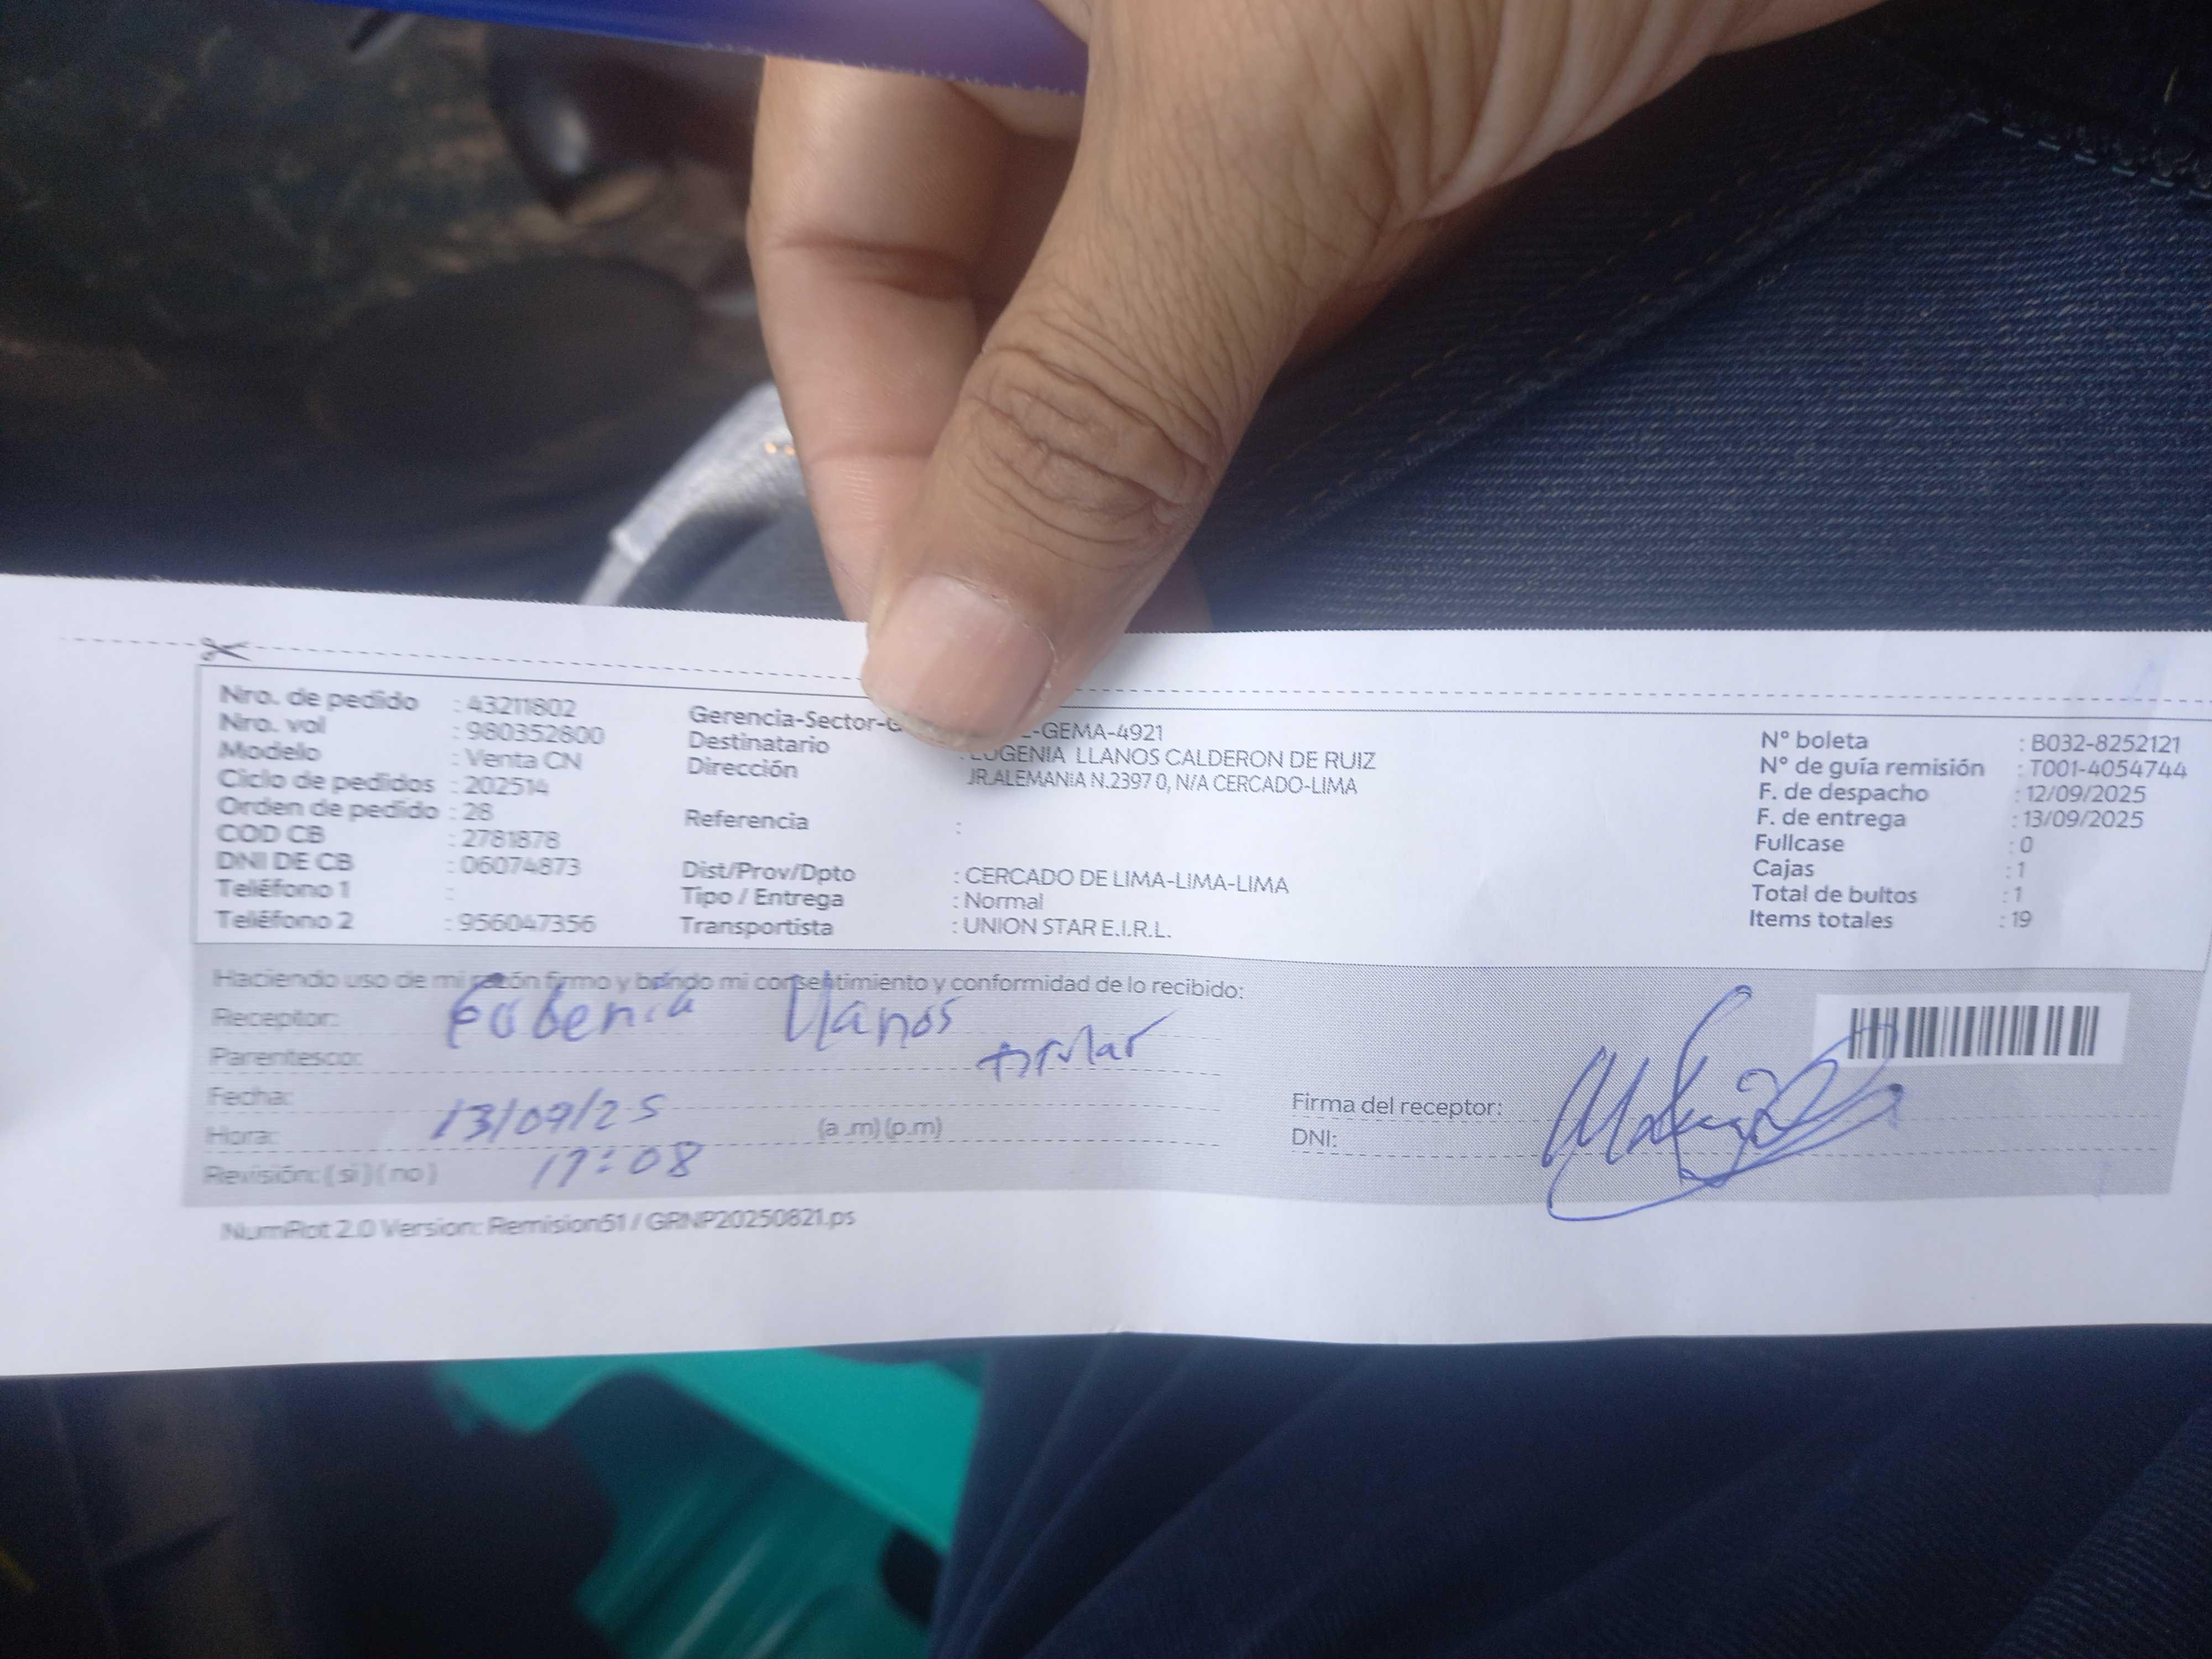 Nro. de pedido : 43211802
Nro. vol : 980352800
Modelo : Venta CN
Ciclo de pedidos : 202514
Orden de pedido : 28
COD CB : 2781878
DNI DE CB : 06074873
Teléfono 1 :
Teléfono 2 : 956047356
Gerencia-Sector-G -GEMA-4921
Destinatario : EUGENIA LLANOS CALDERON DE RUIZ
Dirección JR.ALEMANIA N.2397 0, N/A CERCADO-LIMA
Referencia :
Dist/Prov/Dpto : CERCADO DE LIMA-LIMA-LIMA
Tipo / Entrega : Normal
Transportista : UNION STAR E.I.R.L.
N° boleta : B032-8252121
N° de guía remisión : T001-4054744
F. de despacho : 12/09/2025
F. de entrega : 13/09/2025
Fullcase : 0
Cajas : 1
Total de bultos : 1
Items totales : 19
Haciendo uso de mi razón firmo y brindo mi consentimiento y conformidad de lo recibido:
Receptor: Llanos
Parentesco: titular
Fecha: 13/09/25
Hora: (a .m) (p.m)
17:08
Revisión: ( si ) ( no )
Firma del receptor:
DNI:
NumRot 2.0 Version: Remision51 / GRNP20250821.ps